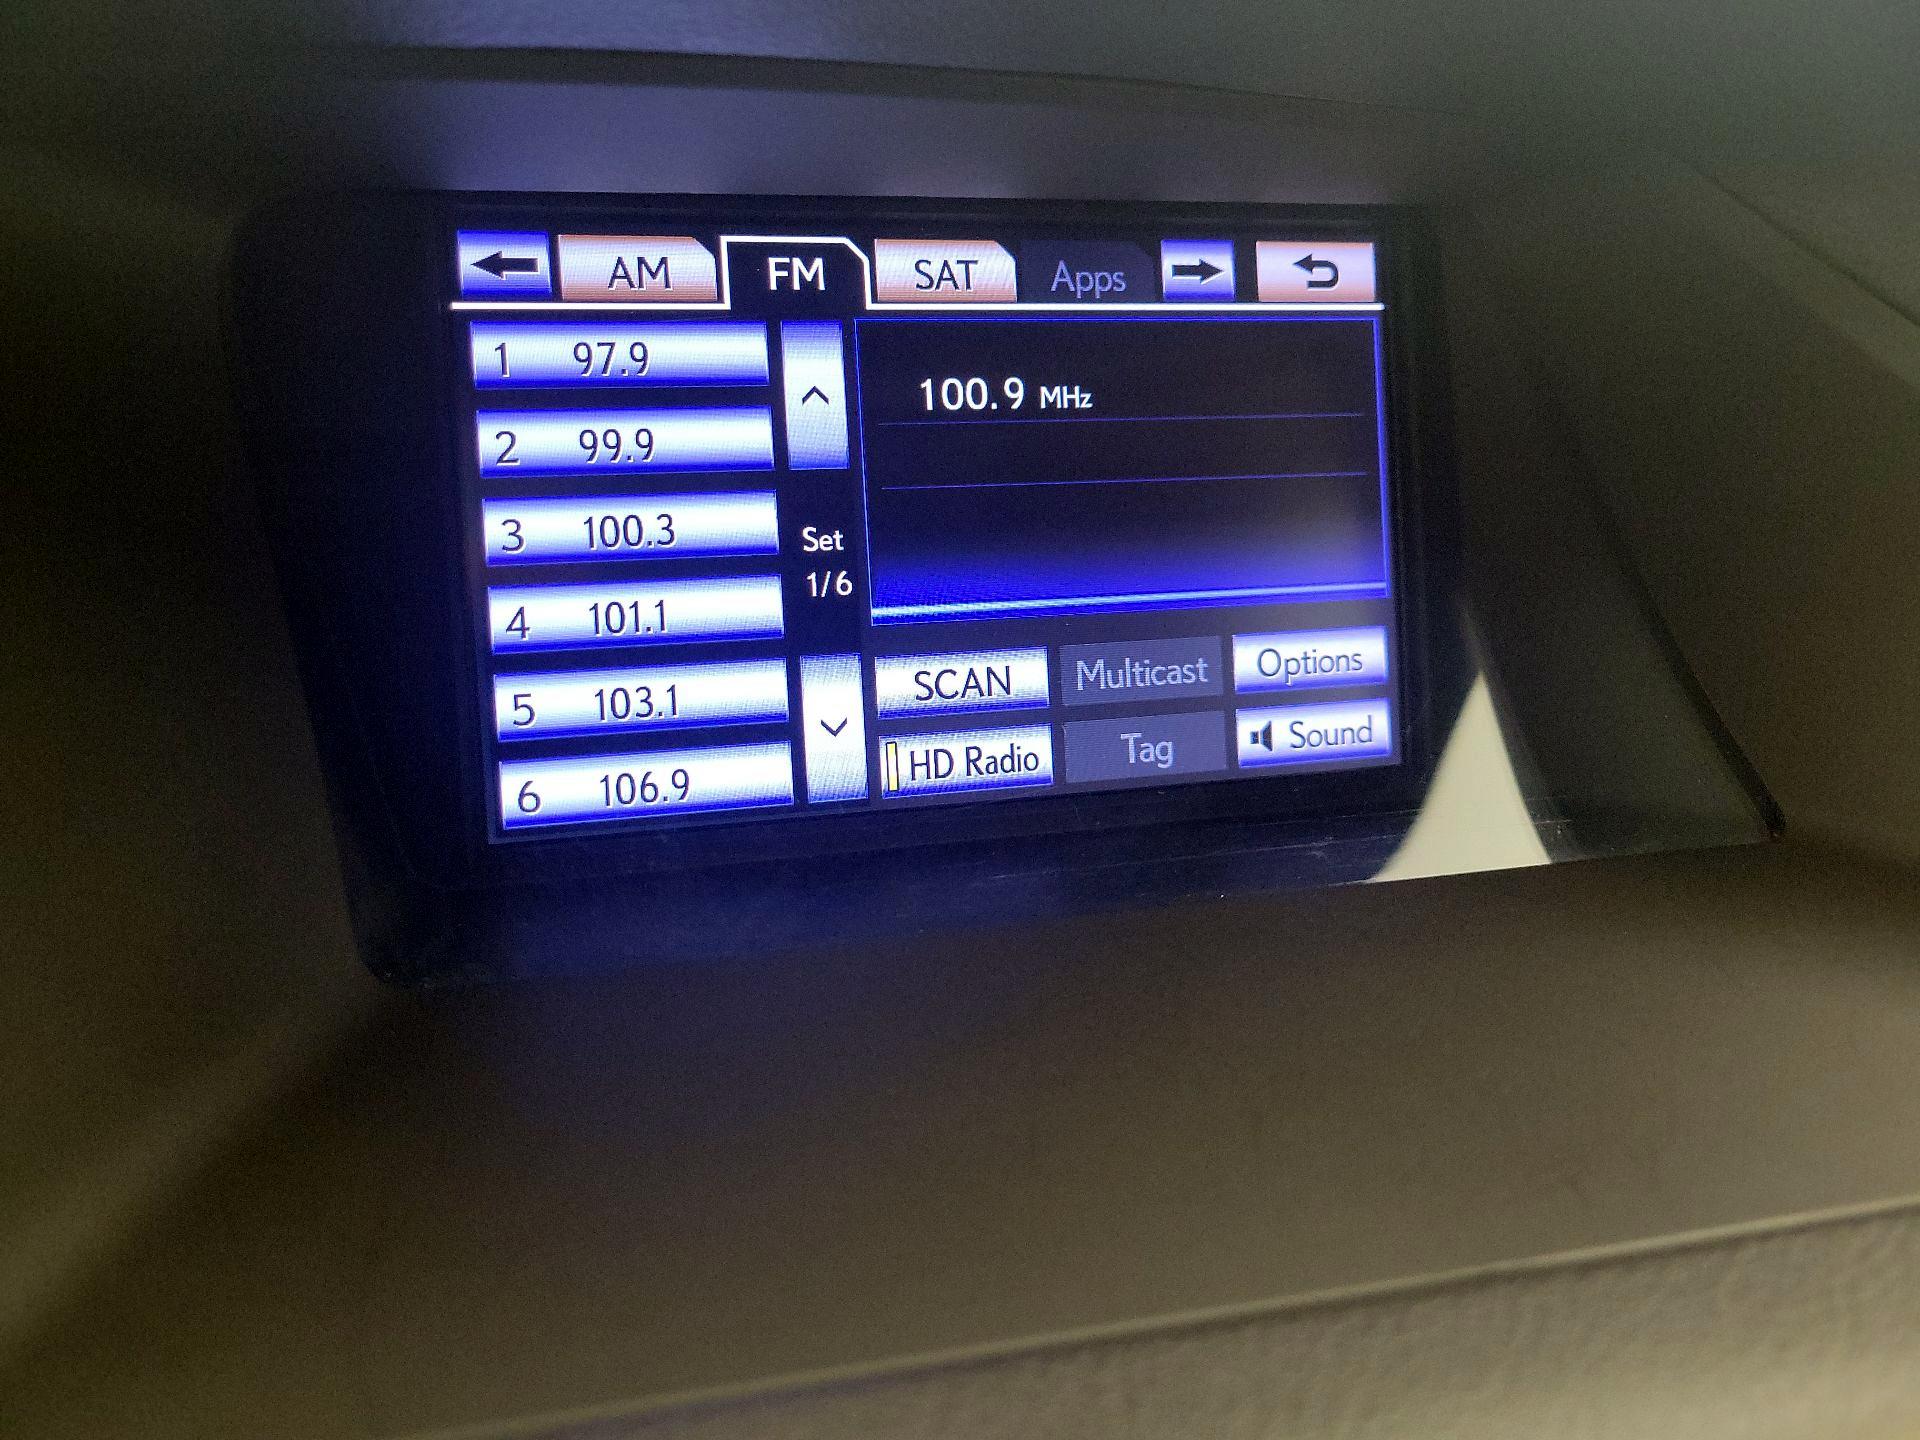 AM FM SAT Apps
1 97.9
2 99.9
3 100.3
4 101.1
5 103.1
6 106.9
Set
1/6
100.9 MHz
SCAN Multicast Options
HD Radio Tag Sound